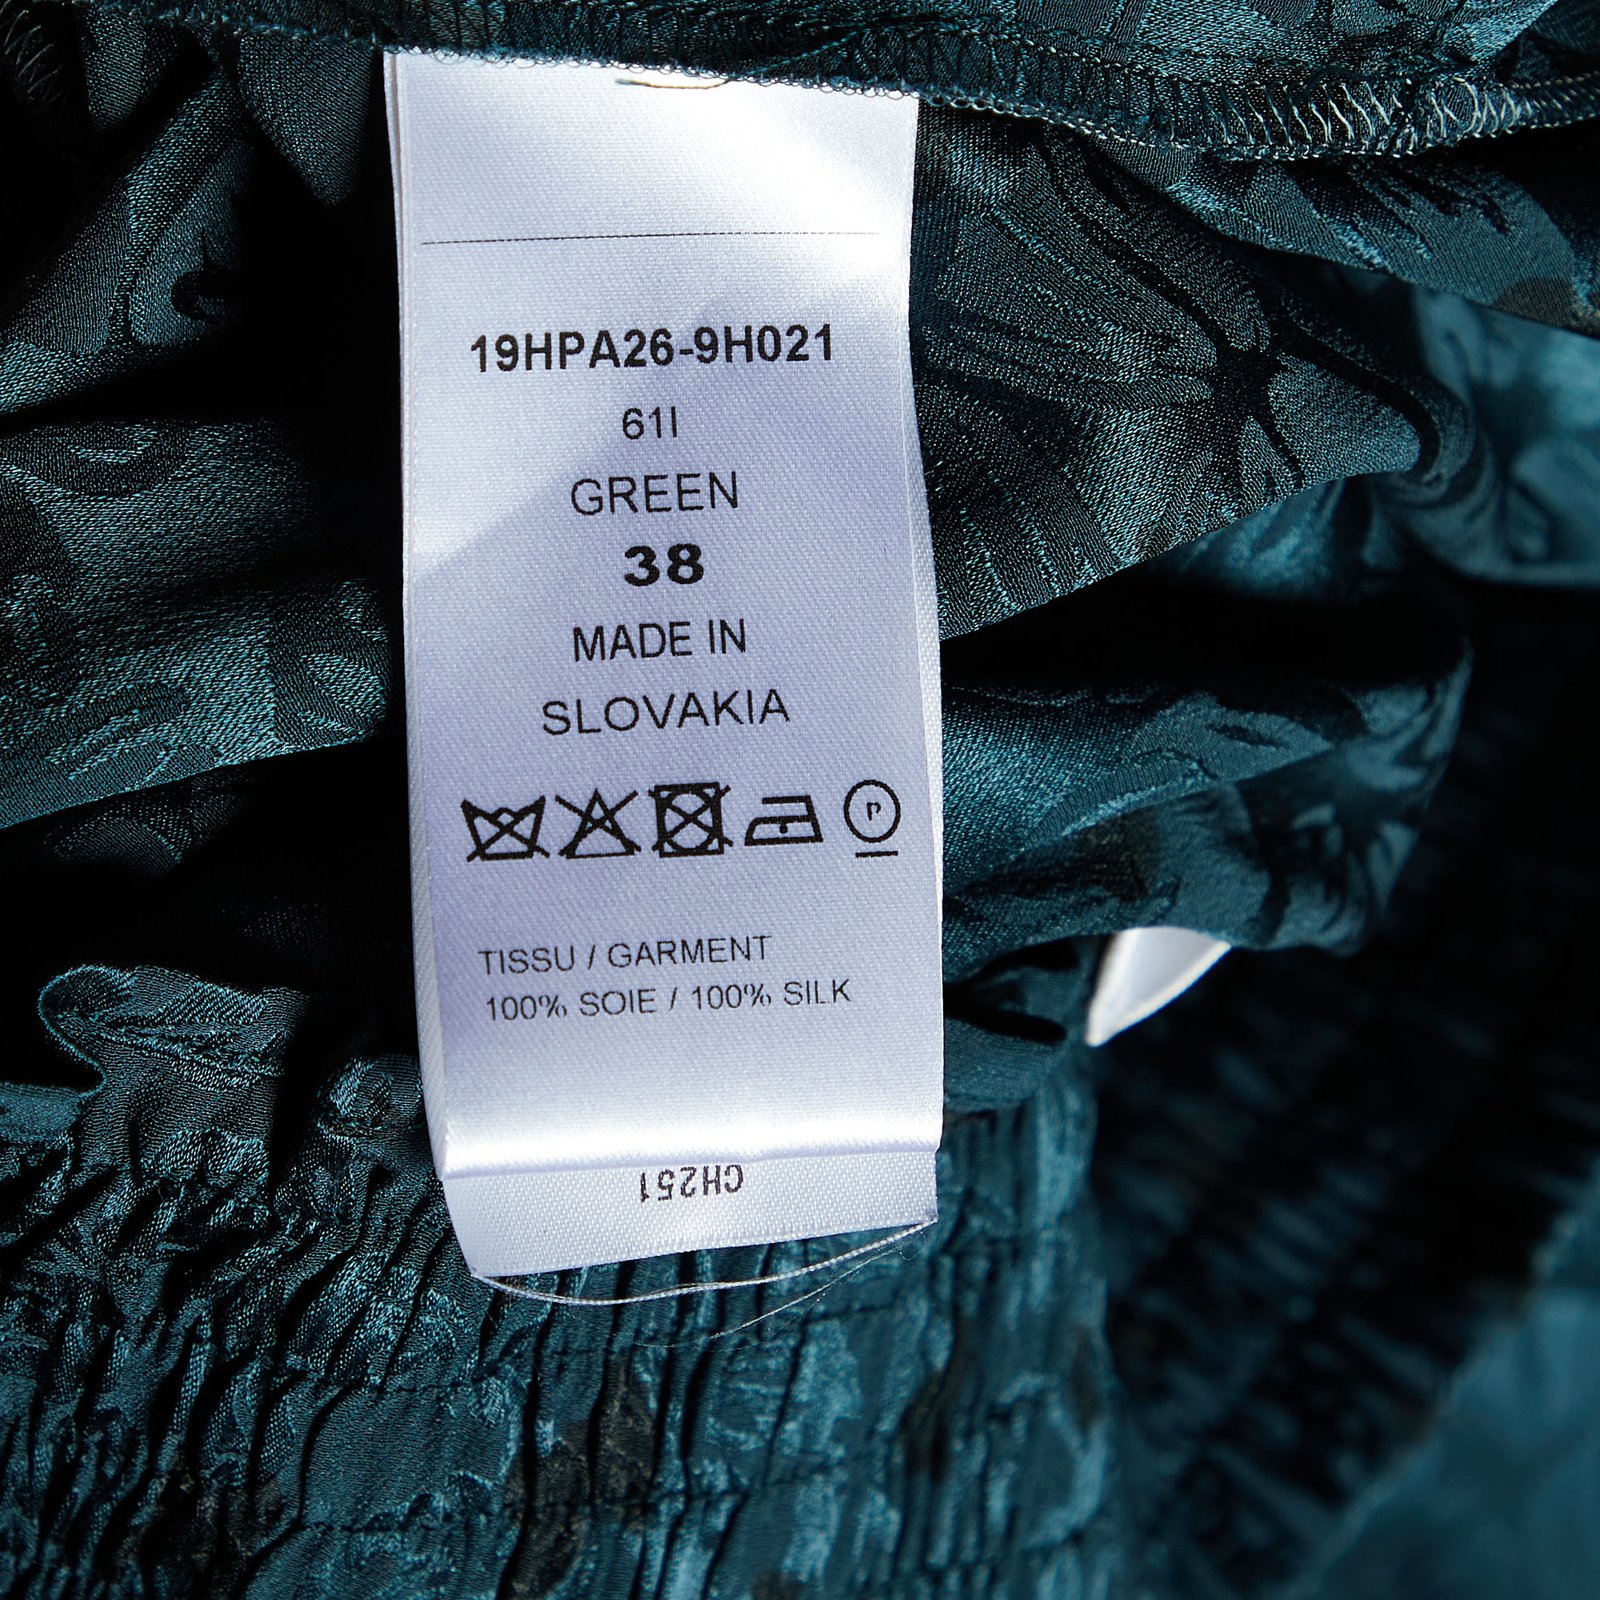 19HPA26-9H021
61I
GREEN
38
MADE IN
SLOVAKIA
P
TISSU / GARMENT
100% SOIE / 100% SILK
CH251